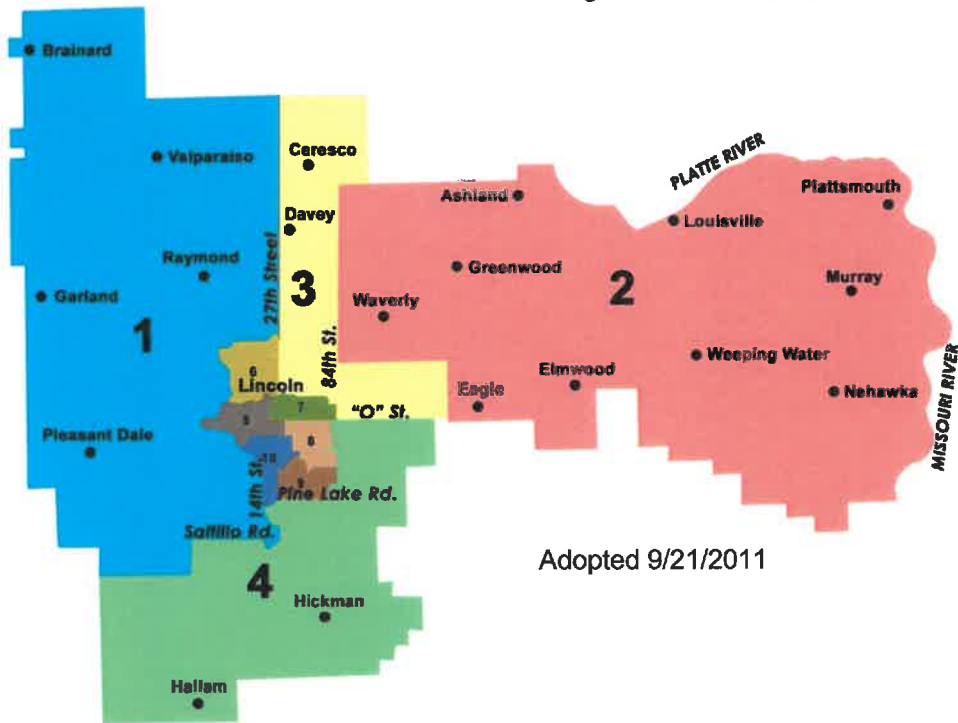 Brainard
Valparaiso
Ceresco
PLATTE RIVER
Plattsmouth
Ashland
Davey
Louisville
27th Street
Raymond
Greenwood
3
2
Garland
Murray
Waverly
1
84th St.
Weeping Water
MISSOURI RIVER
6
Lincoln
Elmwood
Eagle
Nehawka
7
"O" St.
5
8
Pleasant Dale
10
14th St.
9
Pine Lake Rd.
Saltillo Rd.
Adopted 9/21/2011
4
Hickman
Hallam